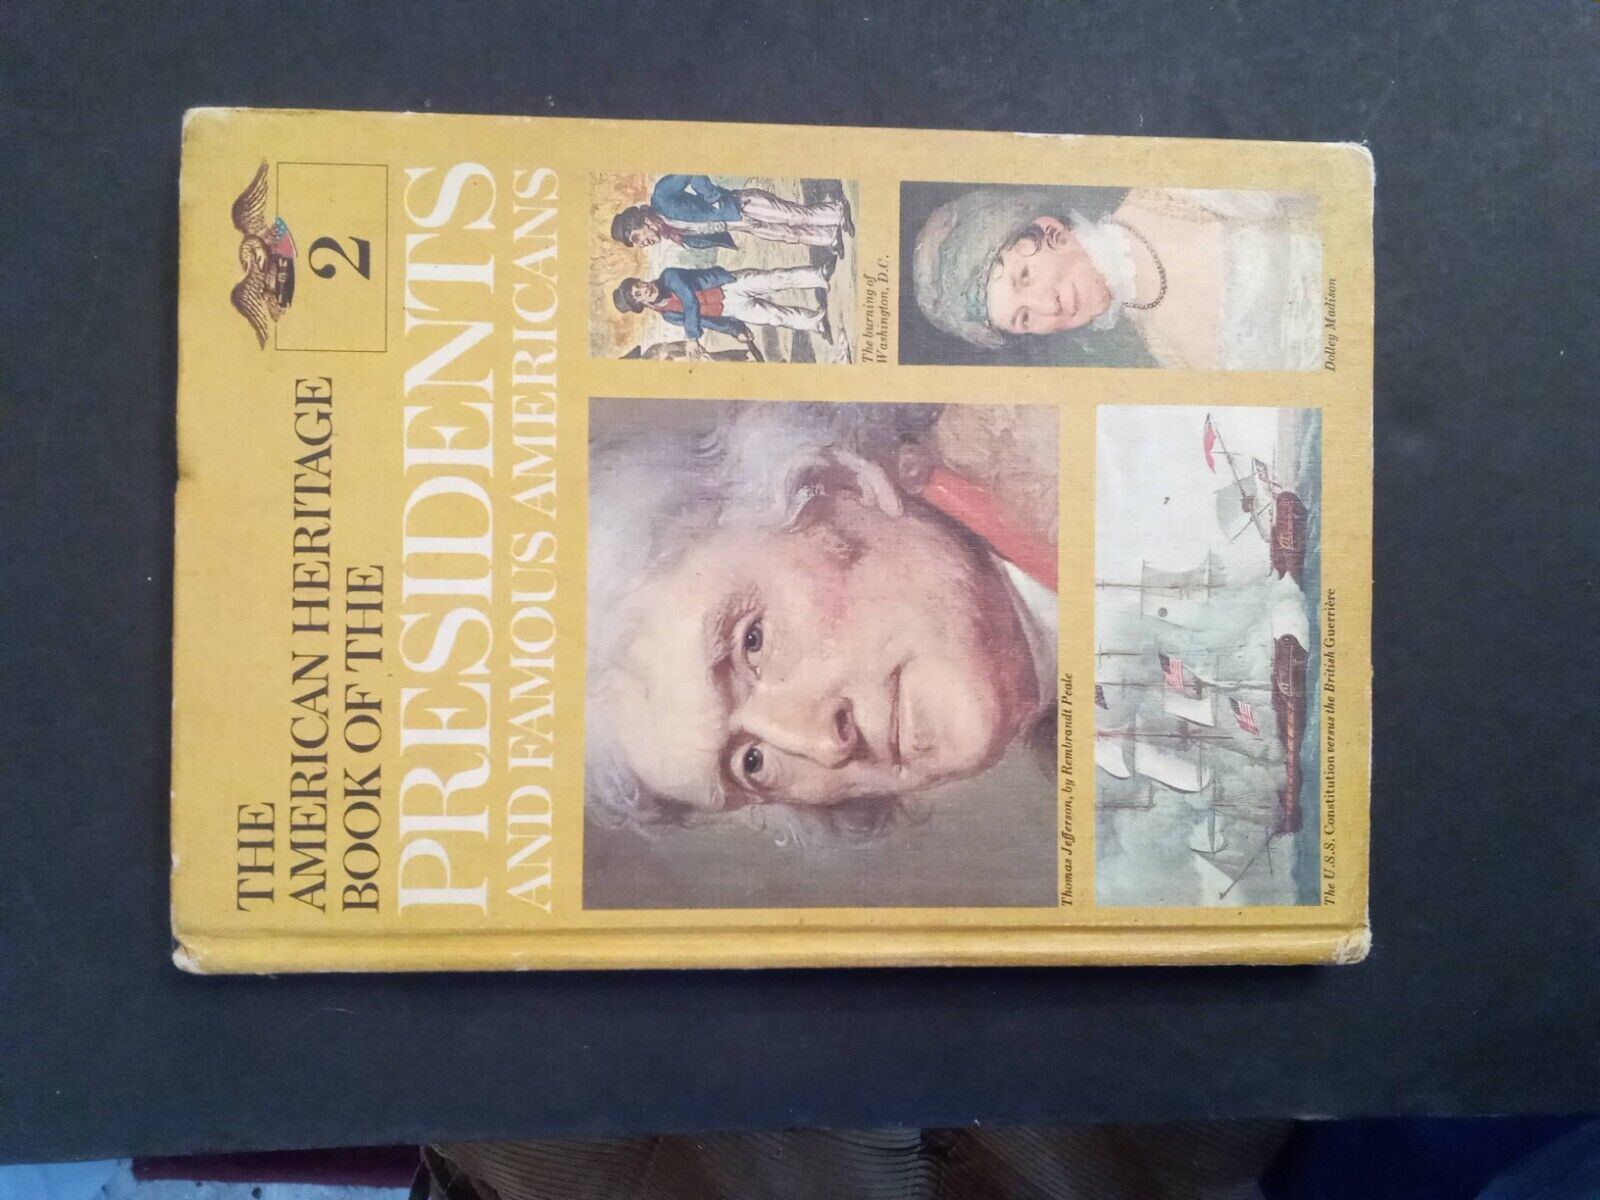 THE
AMERICAN HERITAGE
BOOK OF THE
2
PRESIDENTS
AND FAMOUS AMERICANS
Thomas Jefferson, by Rembrandt Peale
The burning of
Washington, D.C.
The U.S.S. Constitution versus the British Guerrière
Dolley Madison